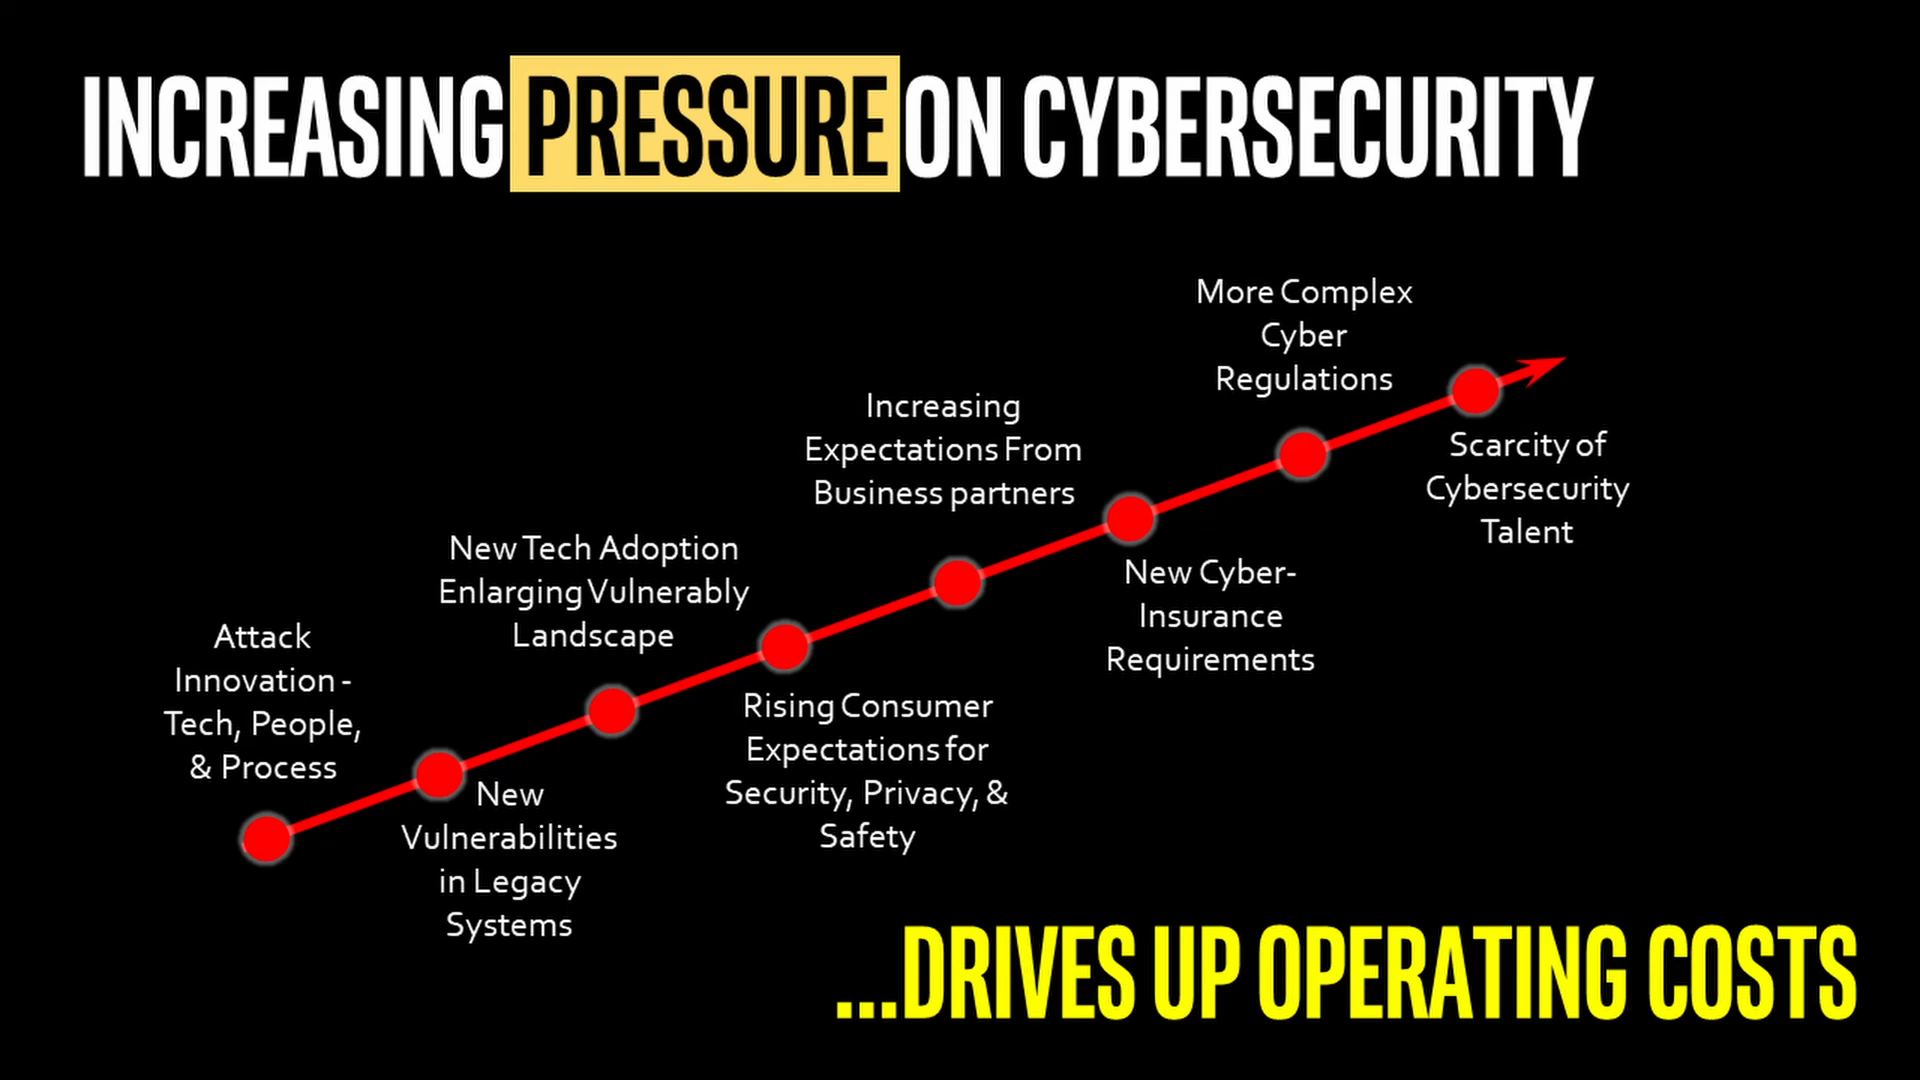 INCREASING PRESSURE ON CYBERSECURITY
Attack
Innovation -
Tech, People,
& Process
New
Vulnerabilities
in Legacy
Systems
New Tech Adoption
Enlarging Vulnerably
Landscape
Rising Consumer
Expectations for
Security, Privacy, &
Safety
Increasing
Expectations From
Business partners
New Cyber-
Insurance
Requirements
More Complex
Cyber
Regulations
Scarcity of
Cybersecurity
Talent
...DRIVES UP OPERATING COSTS